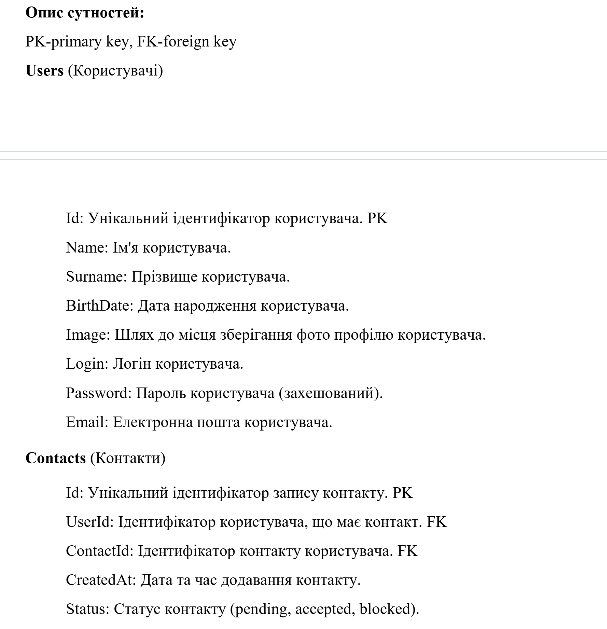 Опис сутностей:
PK-primary key, FK-foreign key
Users (Користувачі)
Id: Унікальний ідентифікатор користувача. PK
Name: Ім'я користувача.
Surname: Прізвище користувача.
BirthDate: Дата народження користувача.
Image: Шлях до місця зберігання фото профілю користувача.
Login: Логін користувача.
Password: Пароль користувача (захешований).
Email: Електронна пошта користувача.
Contacts (Контакти)
Id: Унікальний ідентифікатор запису контакту. PK
UserId: Ідентифікатор користувача, що має контакт. FK
ContactId: Ідентифікатор контакту користувача. FK
CreatedAt: Дата та час додавання контакту.
Status: Статус контакту (pending, accepted, blocked).